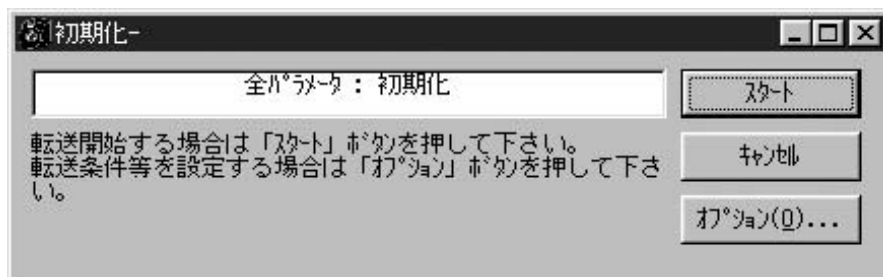 初期化-
全ﾊﾟﾗﾒｰﾀ : 初期化
ｽﾀｰﾄ
転送開始する場合は「ｽﾀｰﾄ」ﾎﾞﾀﾝを押して下さい。
転送条件等を設定する場合は「ｵﾌﾟｼｮﾝ」ﾎﾞﾀﾝを押して下さ
い。
ｷｬﾝｾﾙ
ｵﾌﾟｼｮﾝ(O)...